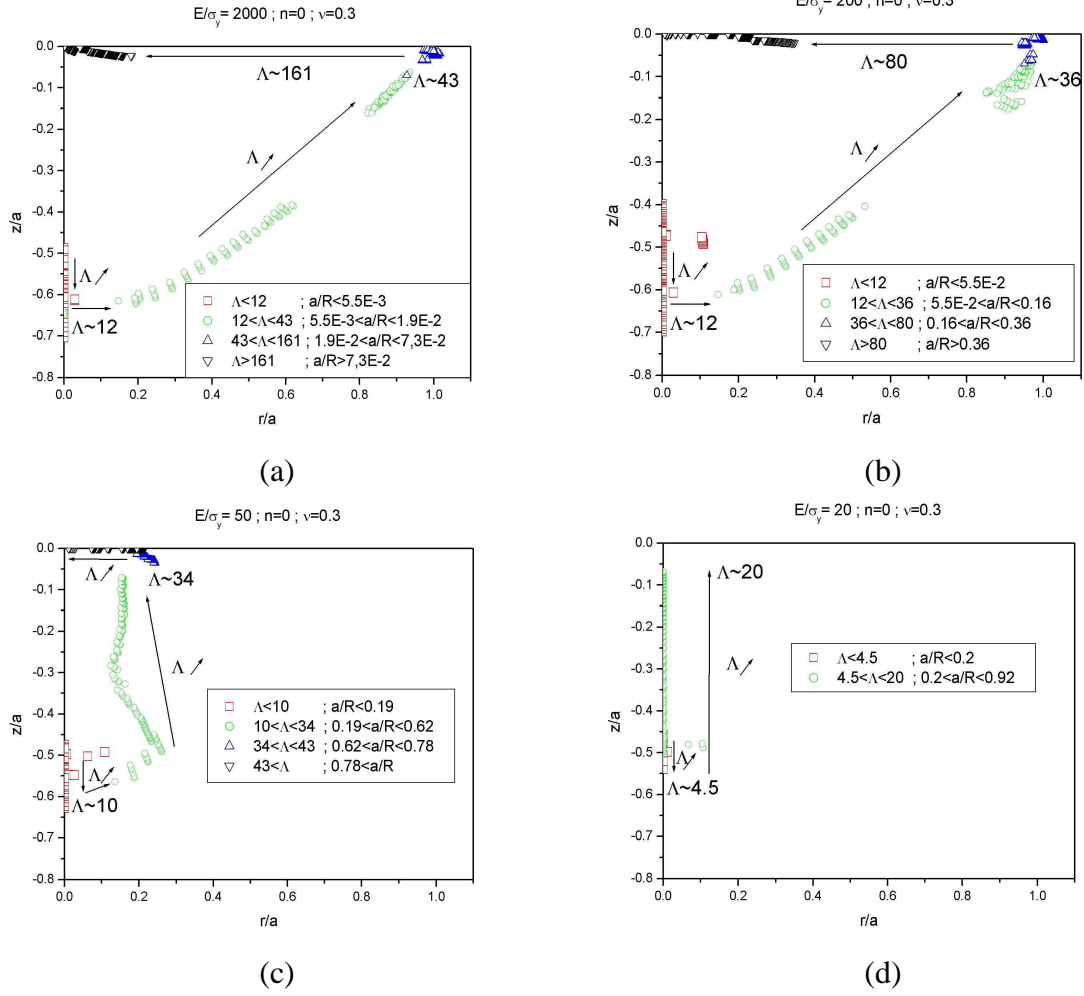 E/σy = 2000 ; n=0 ; ν=0.3
0.0
-0.1
-0.2
-0.3
-0.4
-0.5
-0.6
-0.7
-0.8
z/a
Λ~161
Λ~43
Λ
Λ
Λ~12
Λ<12 ; a/R<5.5E-3
12<Λ<43 ; 5.5E-3<a/R<1.9E-2
43<Λ<161 ; 1.9E-2<a/R<7,3E-2
Λ>161 ; a/R>7,3E-2
0.0 0.2 0.4 0.6 0.8 1.0
r/a
(a)
E/σy = 200 ; n=0 ; ν=0.3
0.0
-0.1
-0.2
-0.3
-0.4
-0.5
-0.6
-0.7
-0.8
z/a
Λ~80
Λ~36
Λ
Λ
Λ~12
Λ<12 ; a/R<5.5E-2
12<Λ<36 ; 5.5E-2<a/R<0.16
36<Λ<80 ; 0.16<a/R<0.36
Λ>80 ; a/R>0.36
0.0 0.2 0.4 0.6 0.8 1.0
r/a
(b)
E/σy = 50 ; n=0 ; ν=0.3
0.0
-0.1
-0.2
-0.3
-0.4
-0.5
-0.6
-0.7
-0.8
z/a
Λ
Λ~34
Λ
Λ
Λ~10
Λ<10 ; a/R<0.19
10<Λ<34 ; 0.19<a/R<0.62
34<Λ<43 ; 0.62<a/R<0.78
43<Λ ; 0.78<a/R
0.0 0.2 0.4 0.6 0.8 1.0
r/a
(c)
E/σy = 20 ; n=0 ; ν=0.3
0.0
-0.1
-0.2
-0.3
-0.4
-0.5
-0.6
-0.7
-0.8
z/a
Λ~20
Λ
Λ
Λ~4.5
Λ<4.5 ; a/R<0.2
4.5<Λ<20 ; 0.2<a/R<0.92
0.0 0.2 0.4 0.6 0.8 1.0
r/a
(d)